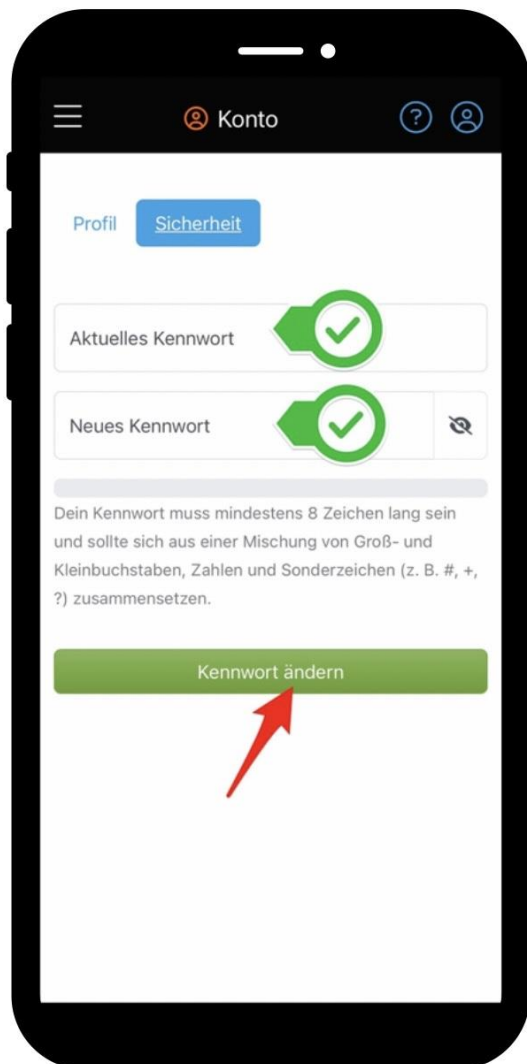 Konto
?
Profil
Sicherheit
Aktuelles Kennwort
Neues Kennwort
Dein Kennwort muss mindestens 8 Zeichen lang sein
und sollte sich aus einer Mischung von Groß- und
Kleinbuchstaben, Zahlen und Sonderzeichen (z. B. #, +,
?) zusammensetzen.
Kennwort ändern